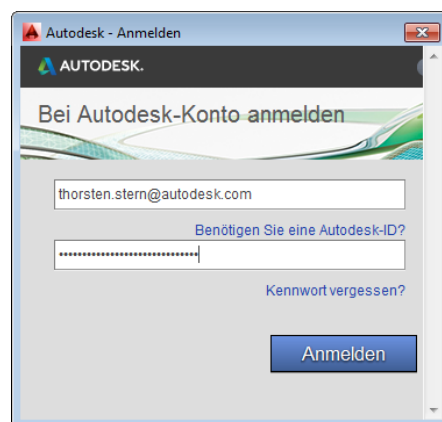 Autodesk - Anmelden
AUTODESK.
Bei Autodesk-Konto anmelden
thorsten.stern@autodesk.com
Benötigen Sie eine Autodesk-ID?
Kennwort vergessen?
Anmelden